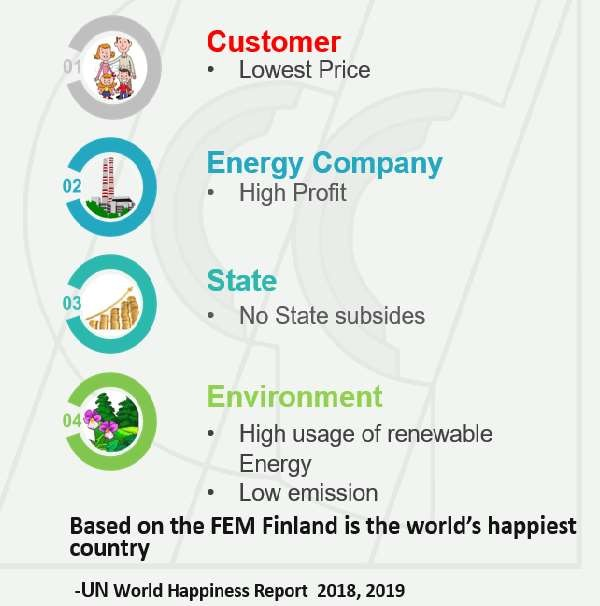 01
Customer
• Lowest Price
02
Energy Company
• High Profit
03
State
• No State subsides
04
Environment
• High usage of renewable
Energy
• Low emission
Based on the FEM Finland is the world's happiest
country
-UN World Happiness Report 2018, 2019